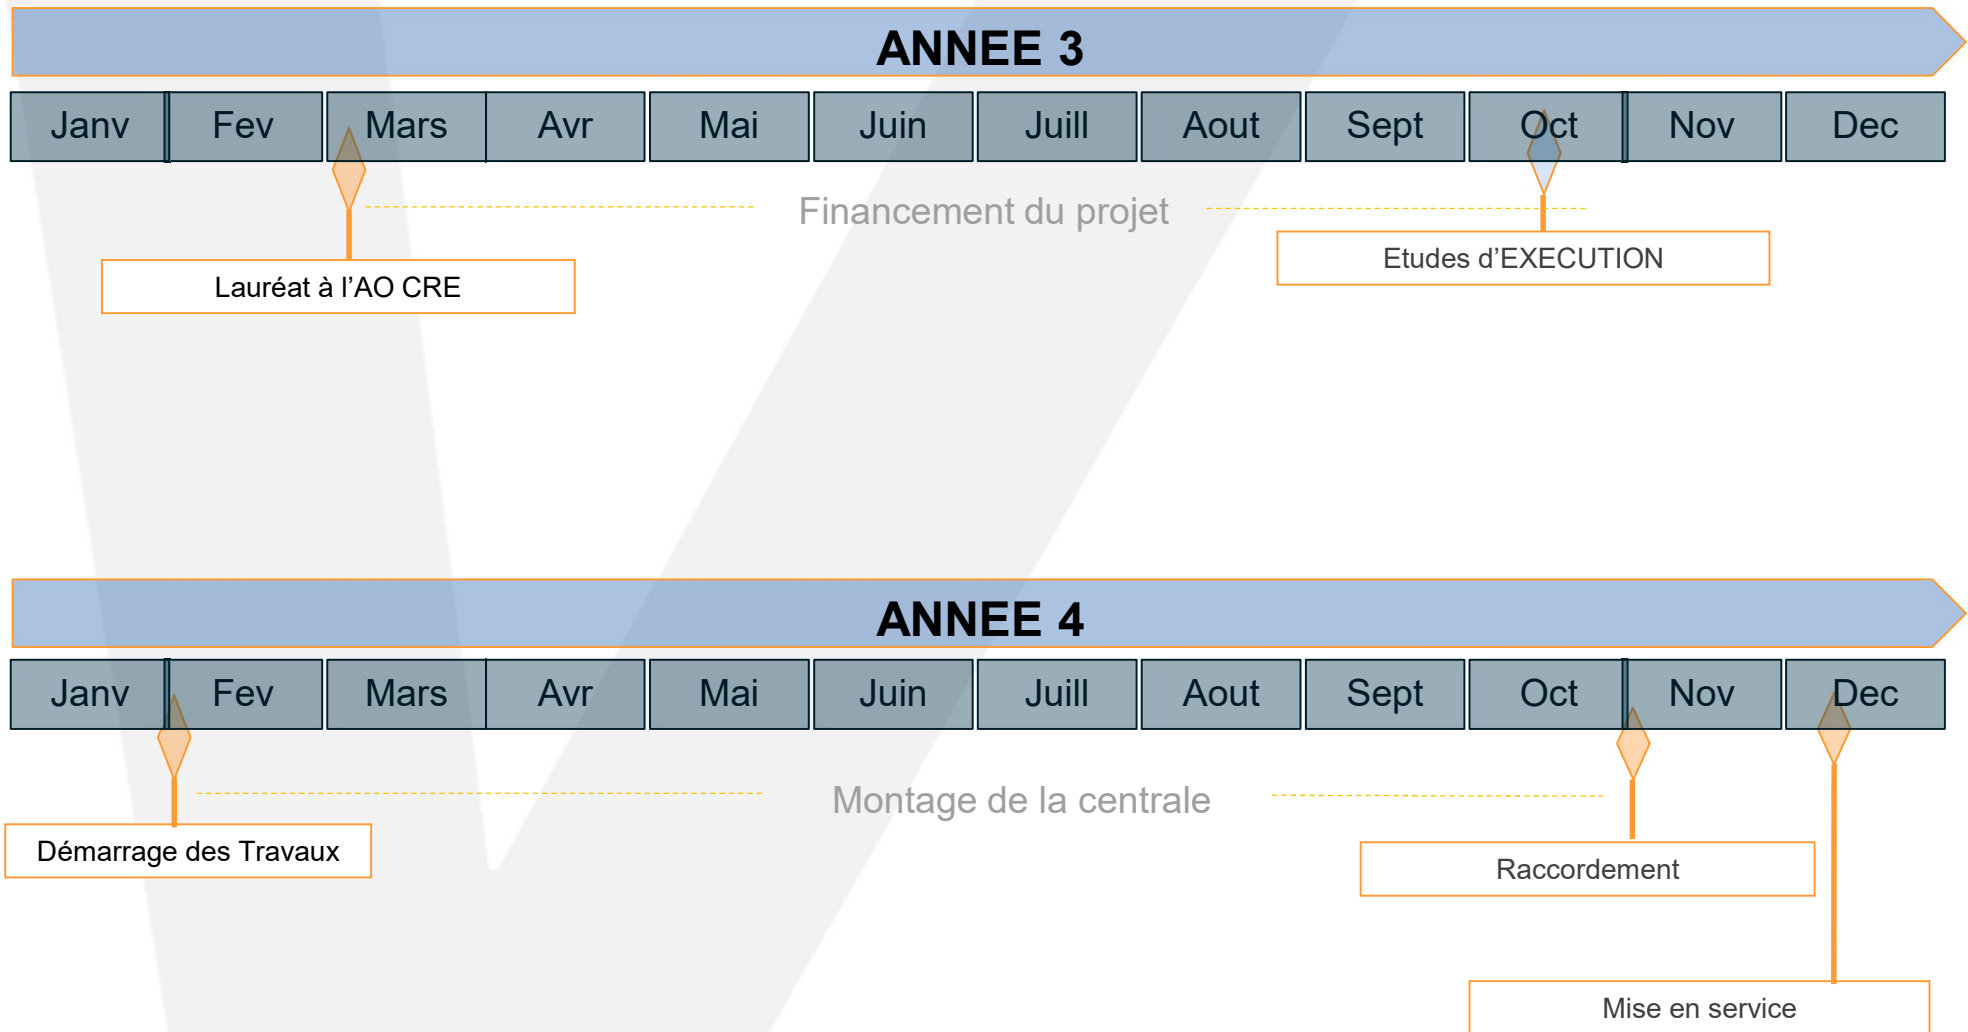 ANNEE 3
Janv Fev Mars Avr Mai Juin Juill Aout Sept Oct Nov Dec
Financement du projet
Etudes d’EXECUTION
Lauréat à l’AO CRE
ANNEE 4
Janv Fev Mars Avr Mai Juin Juill Aout Sept Oct Nov Dec
Montage de la centrale
Démarrage des Travaux
Raccordement
Mise en service